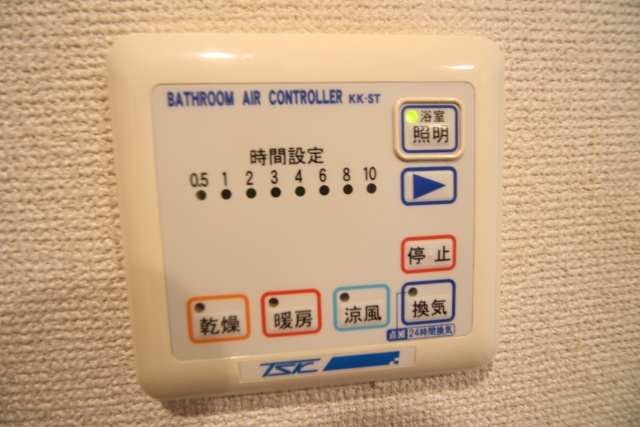 BATHROOM AIR CONTROLLER KK-ST
浴室
照明
時間設定
0.5 1 2 3 4 6 8 10
停止
乾燥 暖房 涼風 換気
点滅 24時間換気
TSK